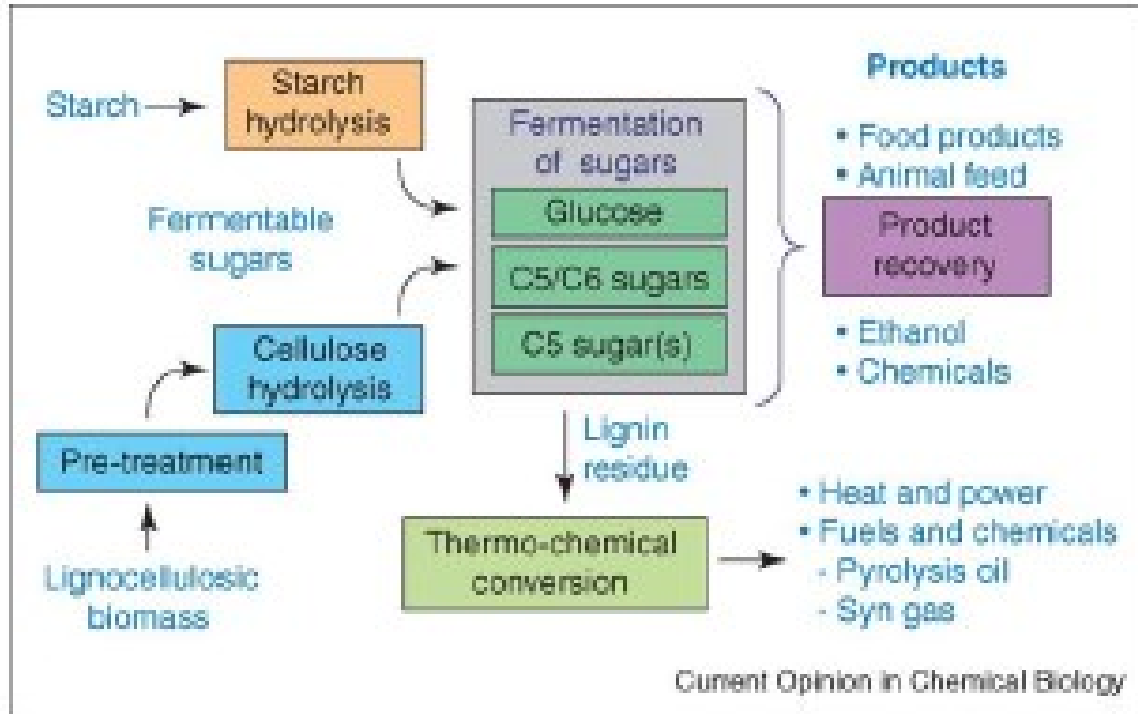 Products
Starch
Starch
hydrolysis
Fermentation
of sugars
Glucose
C5/C6 sugars
C5 sugar(s)
• Food products
• Animal feed
Product
recovery
• Ethanol
• Chemicals
Fermentable
sugars
Cellulose
hydrolysis
Pre-treatment
Lignocellulosic
biomass
Lignin
residue
Thermo-chemical
conversion
• Heat and power
• Fuels and chemicals
- Pyrolysis oil
- Syn gas
Current Opinion in Chemical Biology